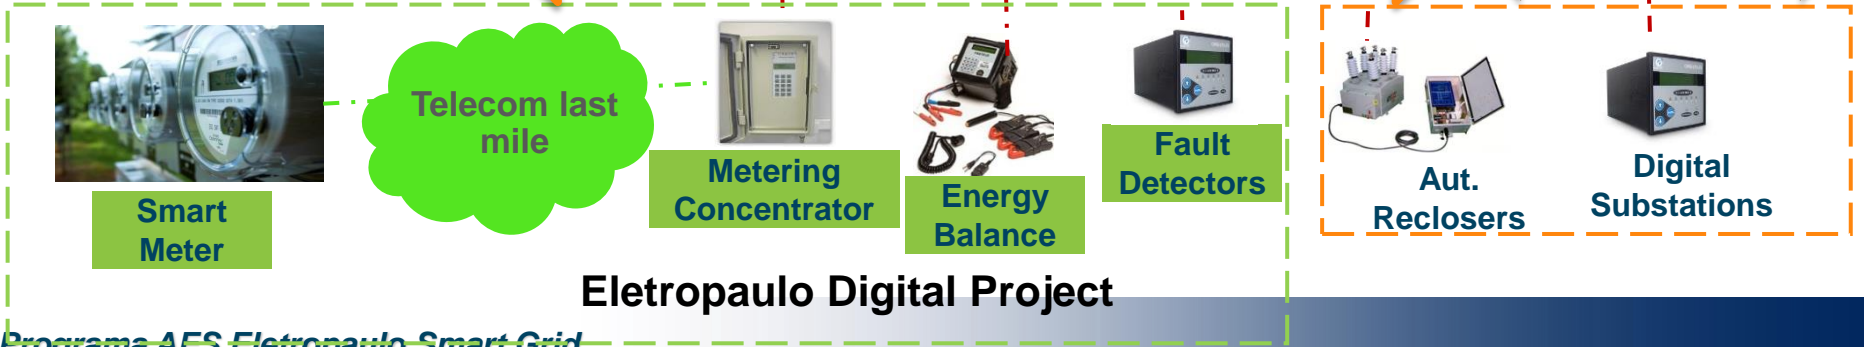 Telecom last
mile
Smart
Meter
Metering
Concentrator
Energy
Balance
Fault
Detectors
Aut.
Reclosers
Digital
Substations
Eletropaulo Digital Project
Programa AES Eletropaulo Smart Grid